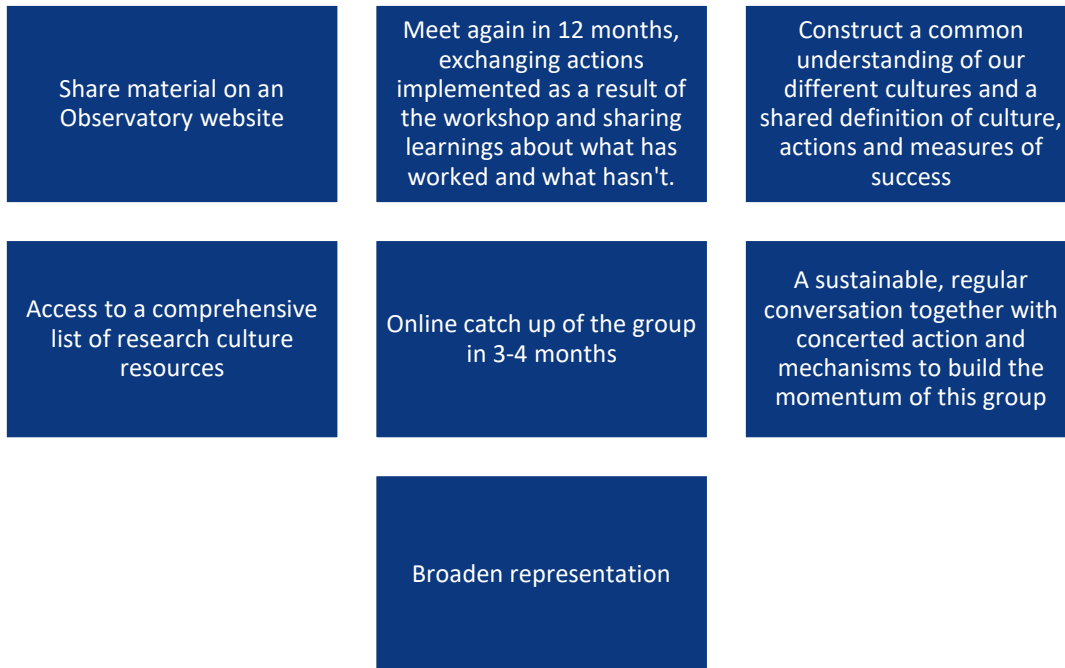 Share material on an
Observatory website
Meet again in 12 months,
exchanging actions
implemented as a result of
the workshop and sharing
learnings about what has
worked and what hasn't.
Construct a common
understanding of our
different cultures and a
shared definition of culture,
actions and measures of
success
Access to a comprehensive
list of research culture
resources
Online catch up of the group
in 3-4 months
A sustainable, regular
conversation together with
concerted action and
mechanisms to build the
momentum of this group
Broaden representation